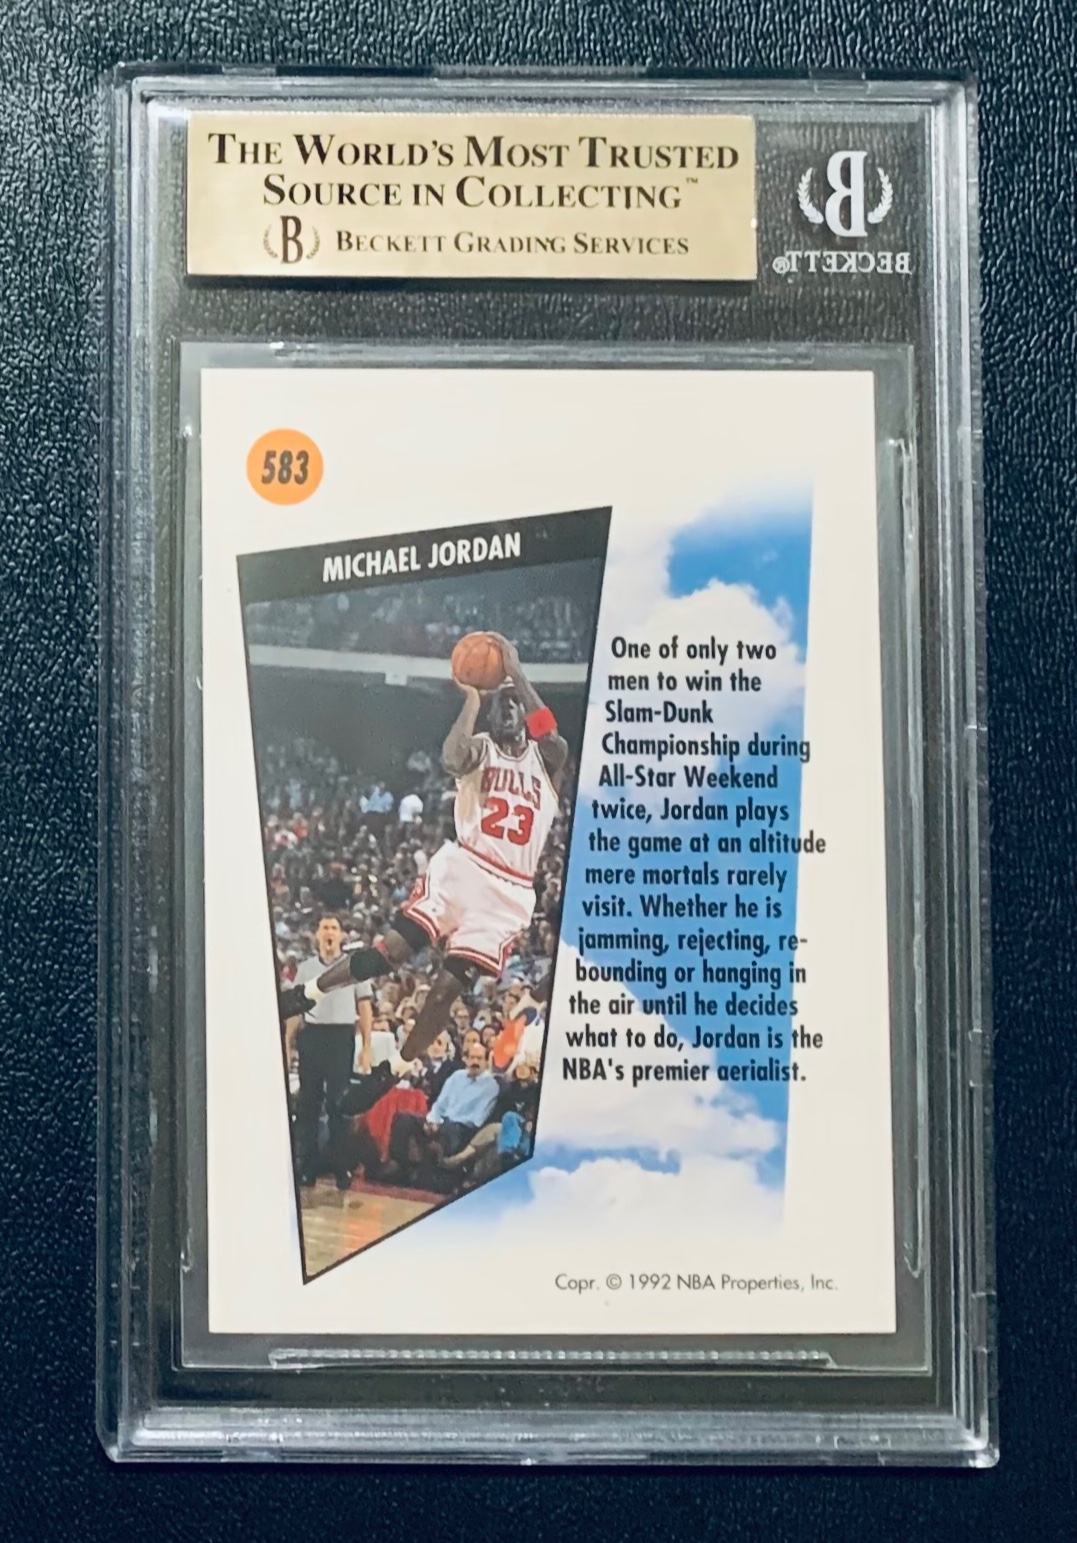 THE WORLD'S MOST TRUSTED
SOURCE IN COLLECTING™
B BECKETT GRADING SERVICES
B
BECKETT®
583
MICHAEL JORDAN
BULLS
23
One of only two
men to win the
Slam-Dunk
Championship during
All-Star Weekend
twice, Jordan plays
the game at an altitude
mere mortals rarely
visit. Whether he is
jamming, rejecting, re-
bounding or hanging in
the air until he decides
what to do, Jordan is the
NBA's premier aerialist.
Copr. © 1992 NBA Properties, Inc.